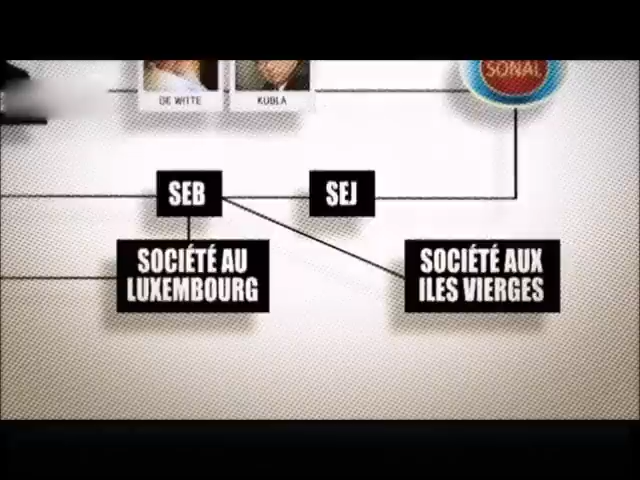 SONAL
DE WITTE
KUBLA
SEB
SEJ
SOCIÉTÉ AU
LUXEMBOURG
SOCIÉTÉ AUX
ILES VIERGES